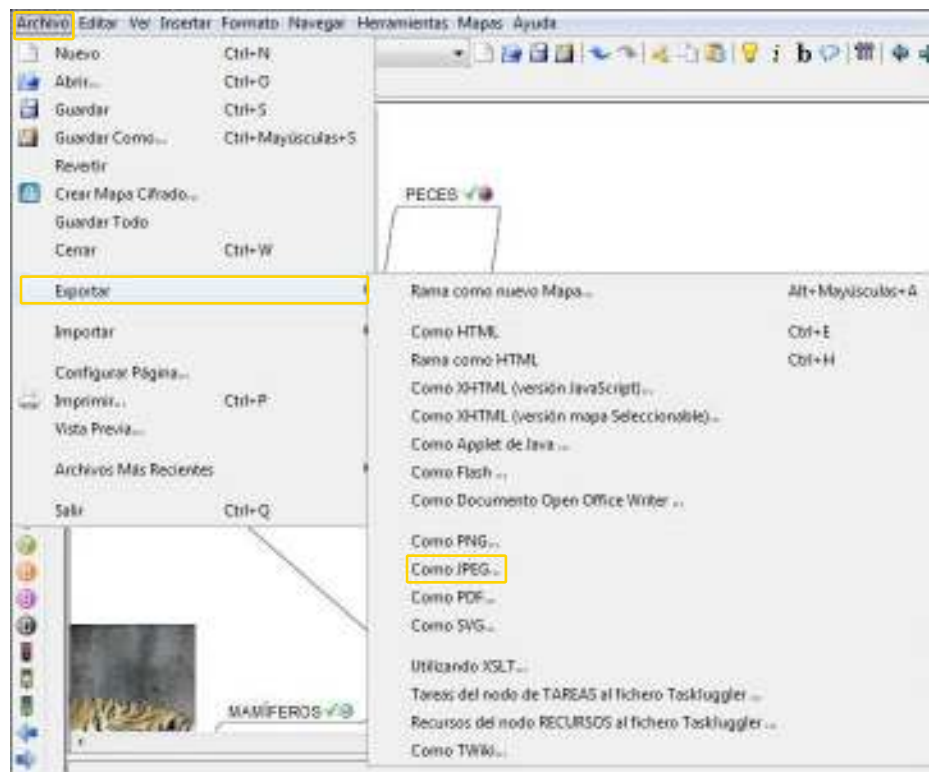 Archivo Editar Ver Insertar Formato Navegar Herramientas Mapas Ayuda
Nuevo Ctrl+N
Abrir... Ctrl+O
Guardar Ctrl+S
Guardar Como... Ctrl+Mayúsculas+S
Revertir
Crear Mapa Cifrado...
Guardar Todo
Cerrar Ctrl+W
Exportar
Importar
Configurar Página...
Imprimir... Ctrl+P
Vista Previa...
Archivos Más Recientes
Salir Ctrl+Q
PECES
Rama como nuevo Mapa... Alt+Mayúsculas+A
Como HTML Ctrl+E
Rama como HTML Ctrl+H
Como XHTML (versión JavaScript)...
Como XHTML (versión mapa Seleccionable)...
Como Applet de Java ...
Como Flash ...
Como Documento Open Office Writer ...
Como PNG...
Como JPEG...
Como PDF...
Como SVG...
Utilizando XSLT...
Tareas del nodo de TAREAS al fichero TaskJuggler ...
Recursos del nodo RECURSOS al fichero TaskJuggler ...
Como TWiki...
MAMÍFEROS